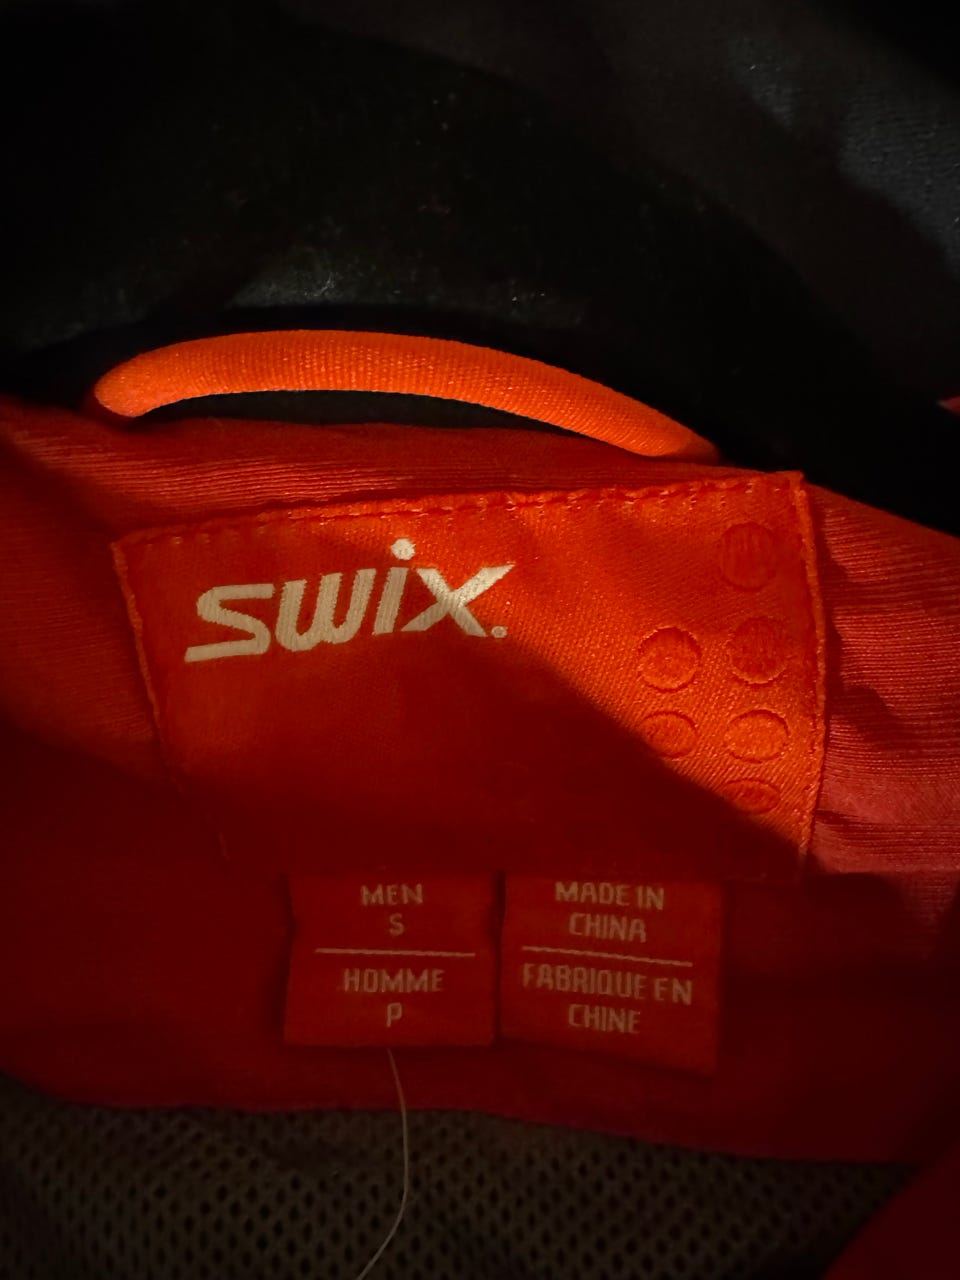 swix.
MEN
S
HOMME
P
MADE IN
CHINA
FABRIQUE EN
CHINE